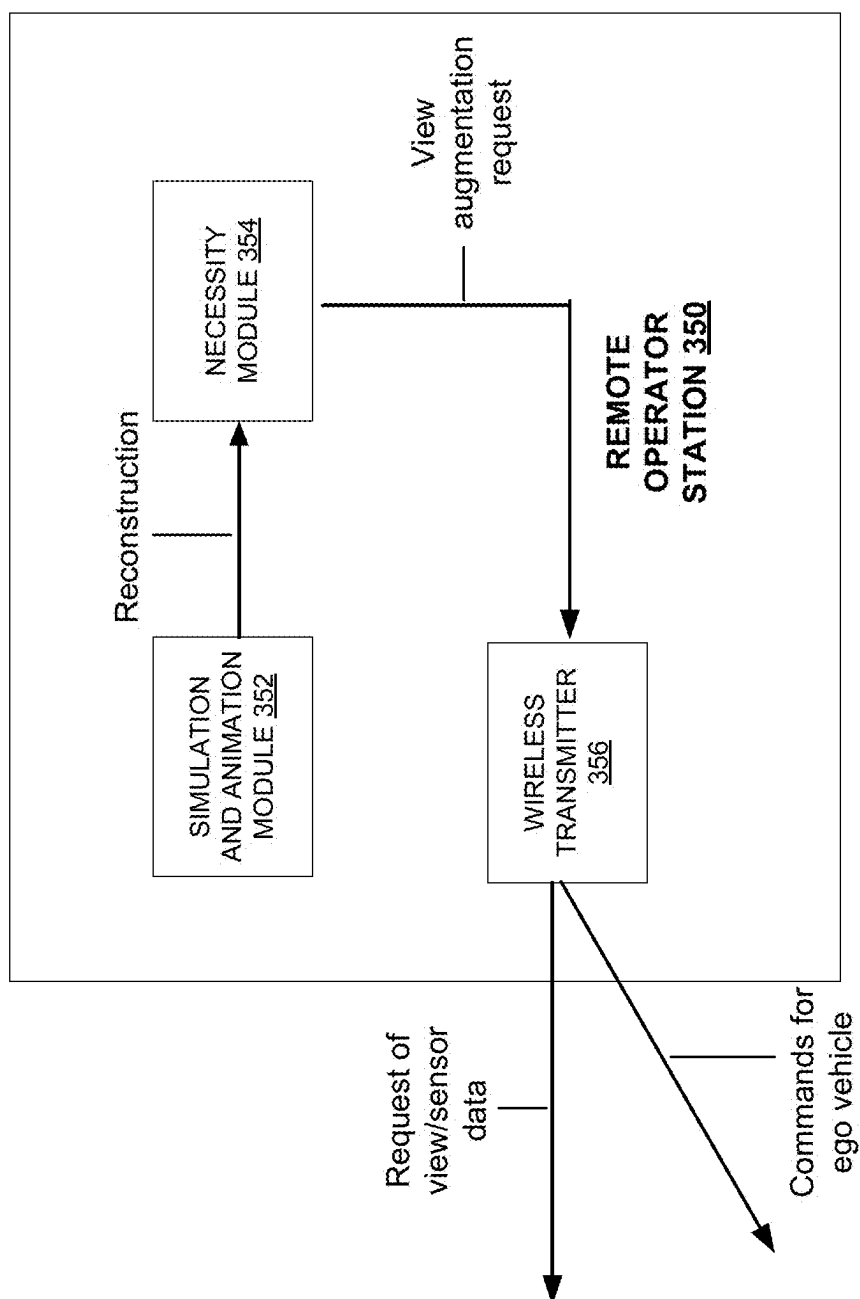 SIMULATION
AND ANIMATION
MODULE 352
Reconstruction
NECESSITY
MODULE 354
View
augmentation
request
WIRELESS
TRANSMITTER
356
REMOTE
OPERATOR
STATION 350
Request of
view/sensor
data
Commands for
ego vehicle